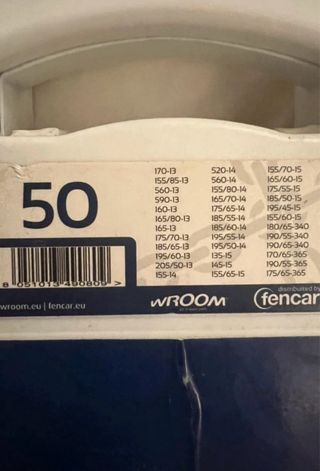 50
170-13 520-14 155/70-15
155/85-13 560-14 165/60-15
560-13 155/80-14 175/55-15
590-13 165/70-14 185/50-15
160-13 175/65-14 195/45-15
165/80-13 185/55-14 155/60-15
165-13 185/60-14 180/65-340
175/70-13 195/55-14 190/55-340
185/65-13 195/50-14 190/65-340
195/60-13 135-15 170/65-365
205/50-13 145-15 190/55-365
155-14 155/65-15 175/65-365
8 051013 490809 >
wroom.eu | fencar.eu
WROOM
distributed by
fencar